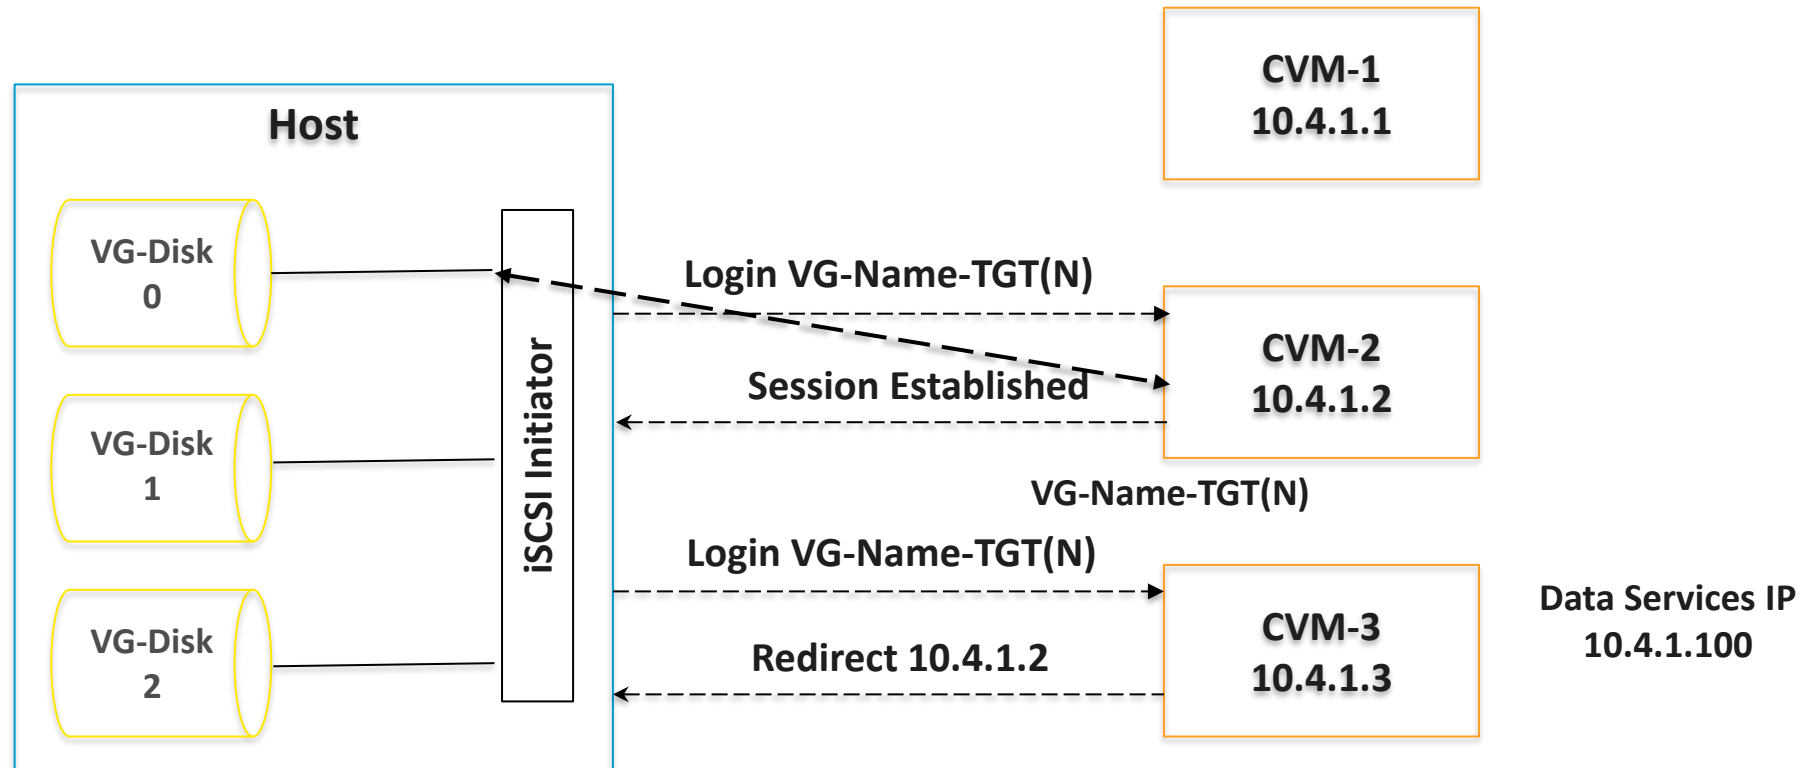 CVM-1
10.4.1.1
Host
VG-Disk
0
Login VG-Name-TGT(N)
CVM-2
10.4.1.2
Session Established
VG-Disk
1
iSCSI Initiator
VG-Name-TGT(N)
Login VG-Name-TGT(N)
VG-Disk
2
Redirect 10.4.1.2
CVM-3
10.4.1.3
Data Services IP
10.4.1.100